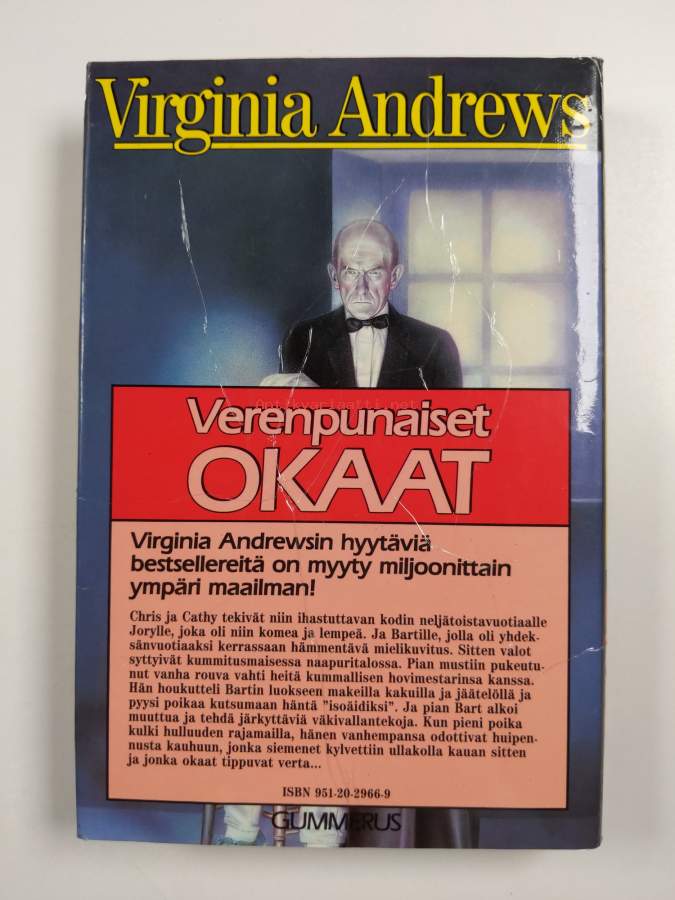 Virginia Andrews
Antikvariaatti.net
Verenpunaiset
OKAAT
Virginia Andrewsin hyytäviä
bestsellereitä on myyty miljoonittain
ympäri maailman!
Chris ja Cathy tekivät niin ihastuttavan kodin neljätoistavuotiaalle
Jorylle, joka oli niin komea ja lempeä. Ja Bartille, jolla oli yhdek-
sänvuotiaaksi kerrassaan hämmentävä mielikuvitus. Sitten valot
syttyivät kummitusmaisessa naapuritalossa. Pian mustiin pukeutu-
nut vanha rouva vahti heitä kummallisen hovimestarinsa kanssa.
Hän houkutteli Bartin luokseen makeilla kakuilla ja jäätelöllä ja
pyysi poikaa kutsumaan häntä "isoäidiksi". Ja pian Bart alkoi
muuttua ja tehdä järkyttäviä väkivallantekoja. Kun pieni poika
kulki hulluuden rajamailla, hänen vanhempansa odottivat huipen-
nusta kauhuun, jonka siemenet kylvettiin ullakolla kauan sitten
ja jonka okaat tippuvat verta...
ISBN 951-20-2966-9
GUMMERUS